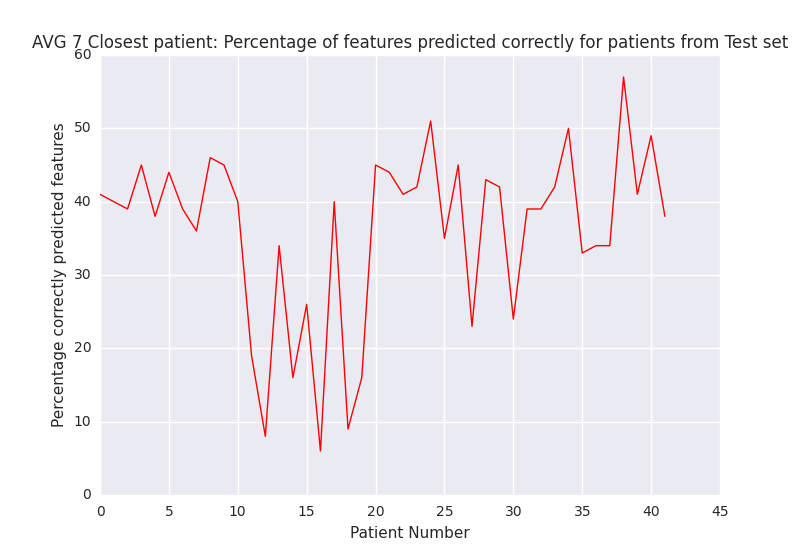 AVG 7 Closest patient: Percentage of features predicted correctly for patients from Test set
60
50
40
30
20
10
0
Percentage correctly predicted features
0 5 10 15 20 25 30 35 40 45
Patient Number